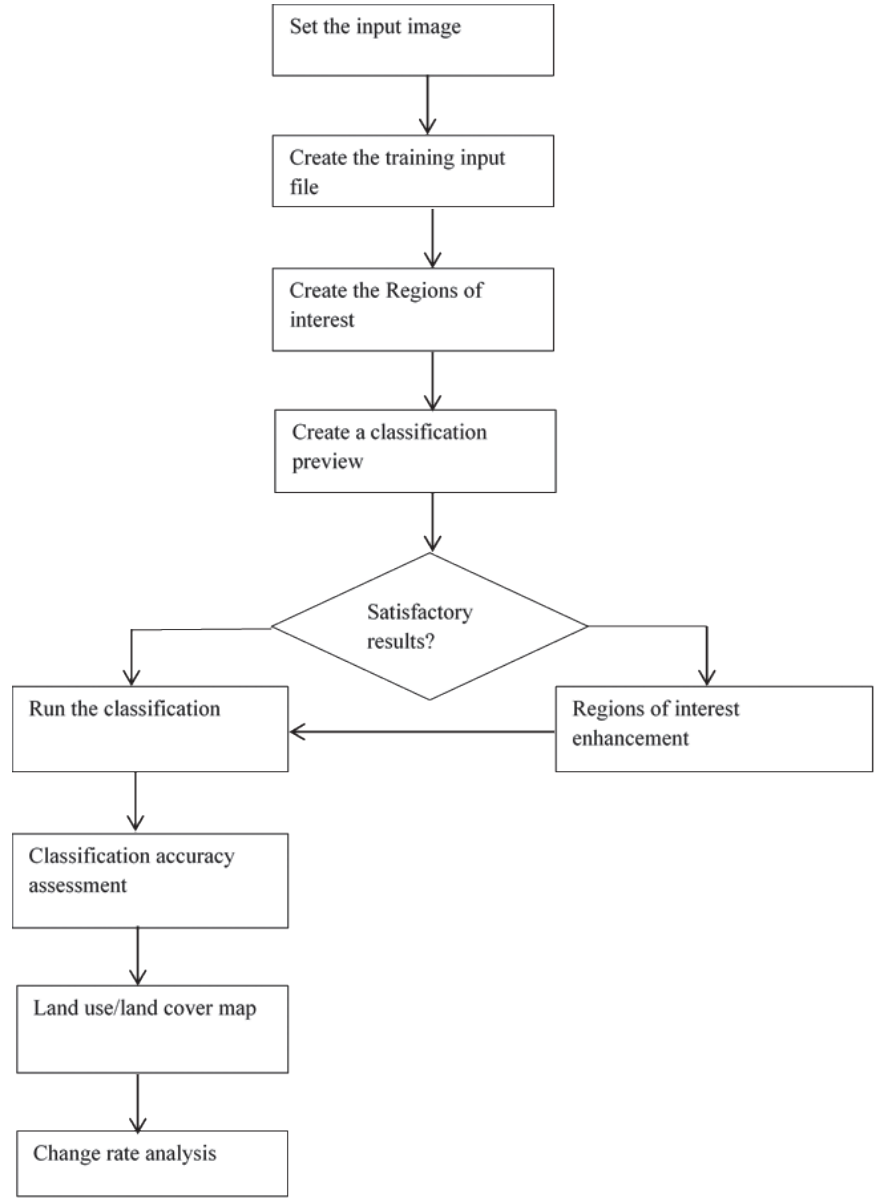 Set the input image
Create the training input
file
Create the Regions of
interest
Create a classification
preview
Satisfactory
results?
Run the classification
Regions of interest
enhancement
Classification accuracy
assessment
Land use/land cover map
Change rate analysis